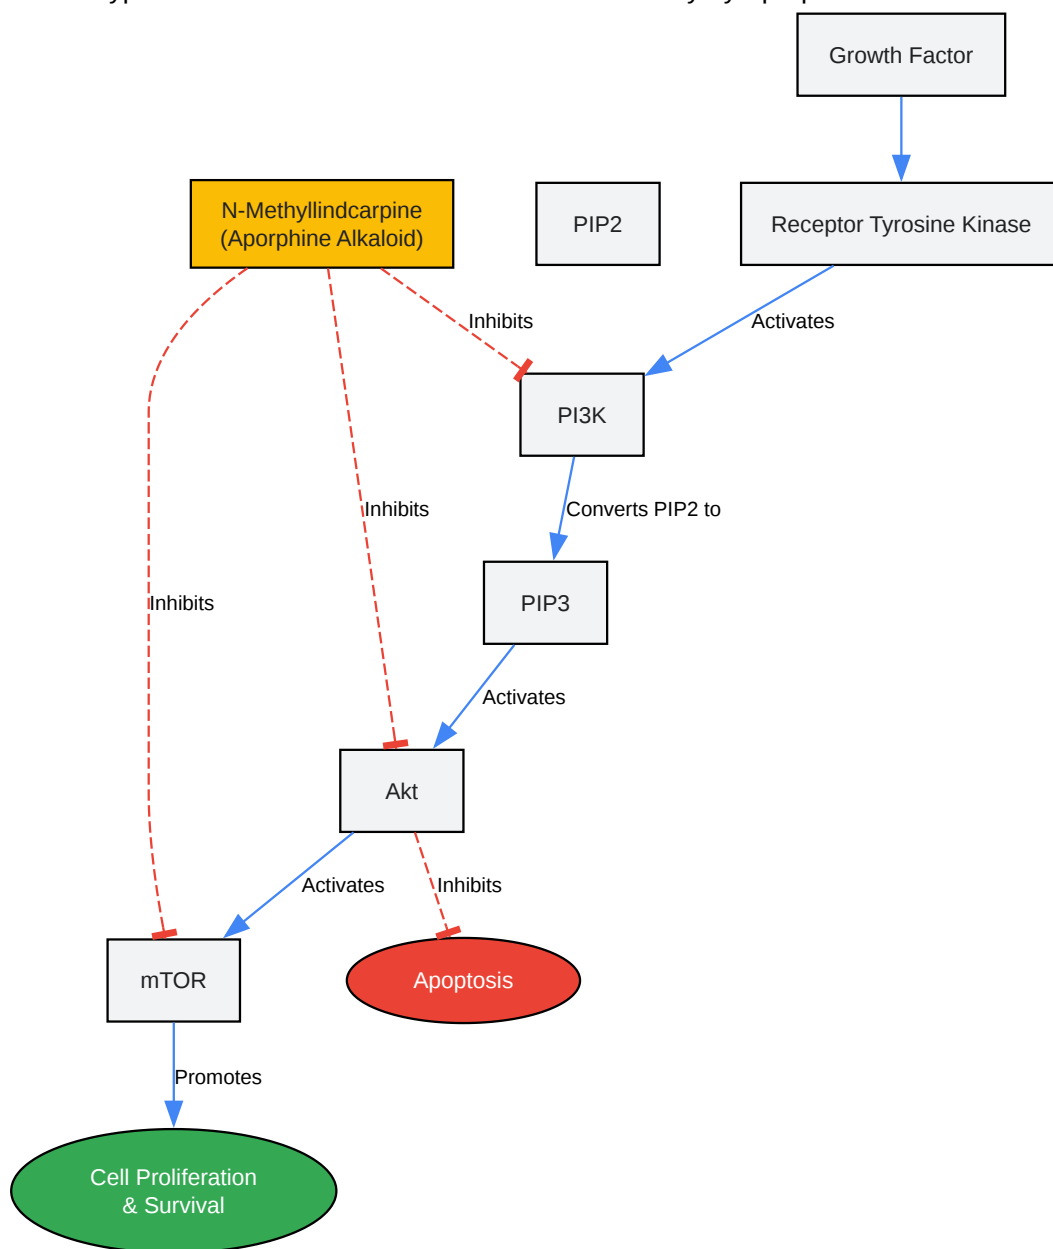 Growth Factor
N-Methyllindcarpine
(Aporphine Alkaloid)
PIP2
Receptor Tyrosine Kinase
Inhibits
Activates
PI3K
Inhibits
Converts PIP2 to
Inhibits
PIP3
Activates
Akt
Activates
Inhibits
mTOR
Apoptosis
Promotes
Cell Proliferation
& Survival